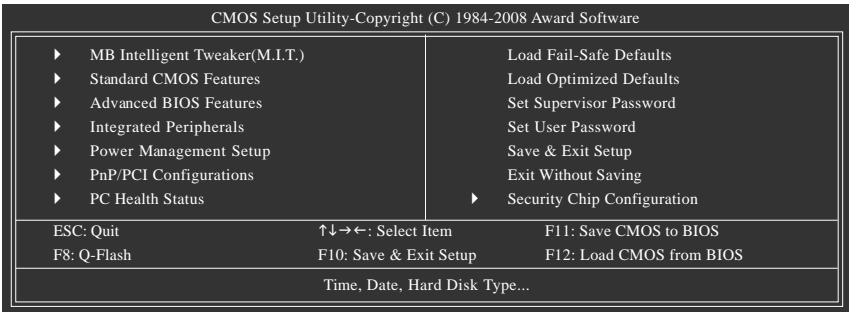 CMOS Setup Utility-Copyright (C) 1984-2008 Award Software
MB Intelligent Tweaker(M.I.T.)
Standard CMOS Features
Advanced BIOS Features
Integrated Peripherals
Power Management Setup
PnP/PCI Configurations
PC Health Status
Load Fail-Safe Defaults
Load Optimized Defaults
Set Supervisor Password
Set User Password
Save & Exit Setup
Exit Without Saving
Security Chip Configuration
ESC: Quit ↑↓→←: Select Item F11: Save CMOS to BIOS
F8: Q-Flash F10: Save & Exit Setup F12: Load CMOS from BIOS
Time, Date, Hard Disk Type...